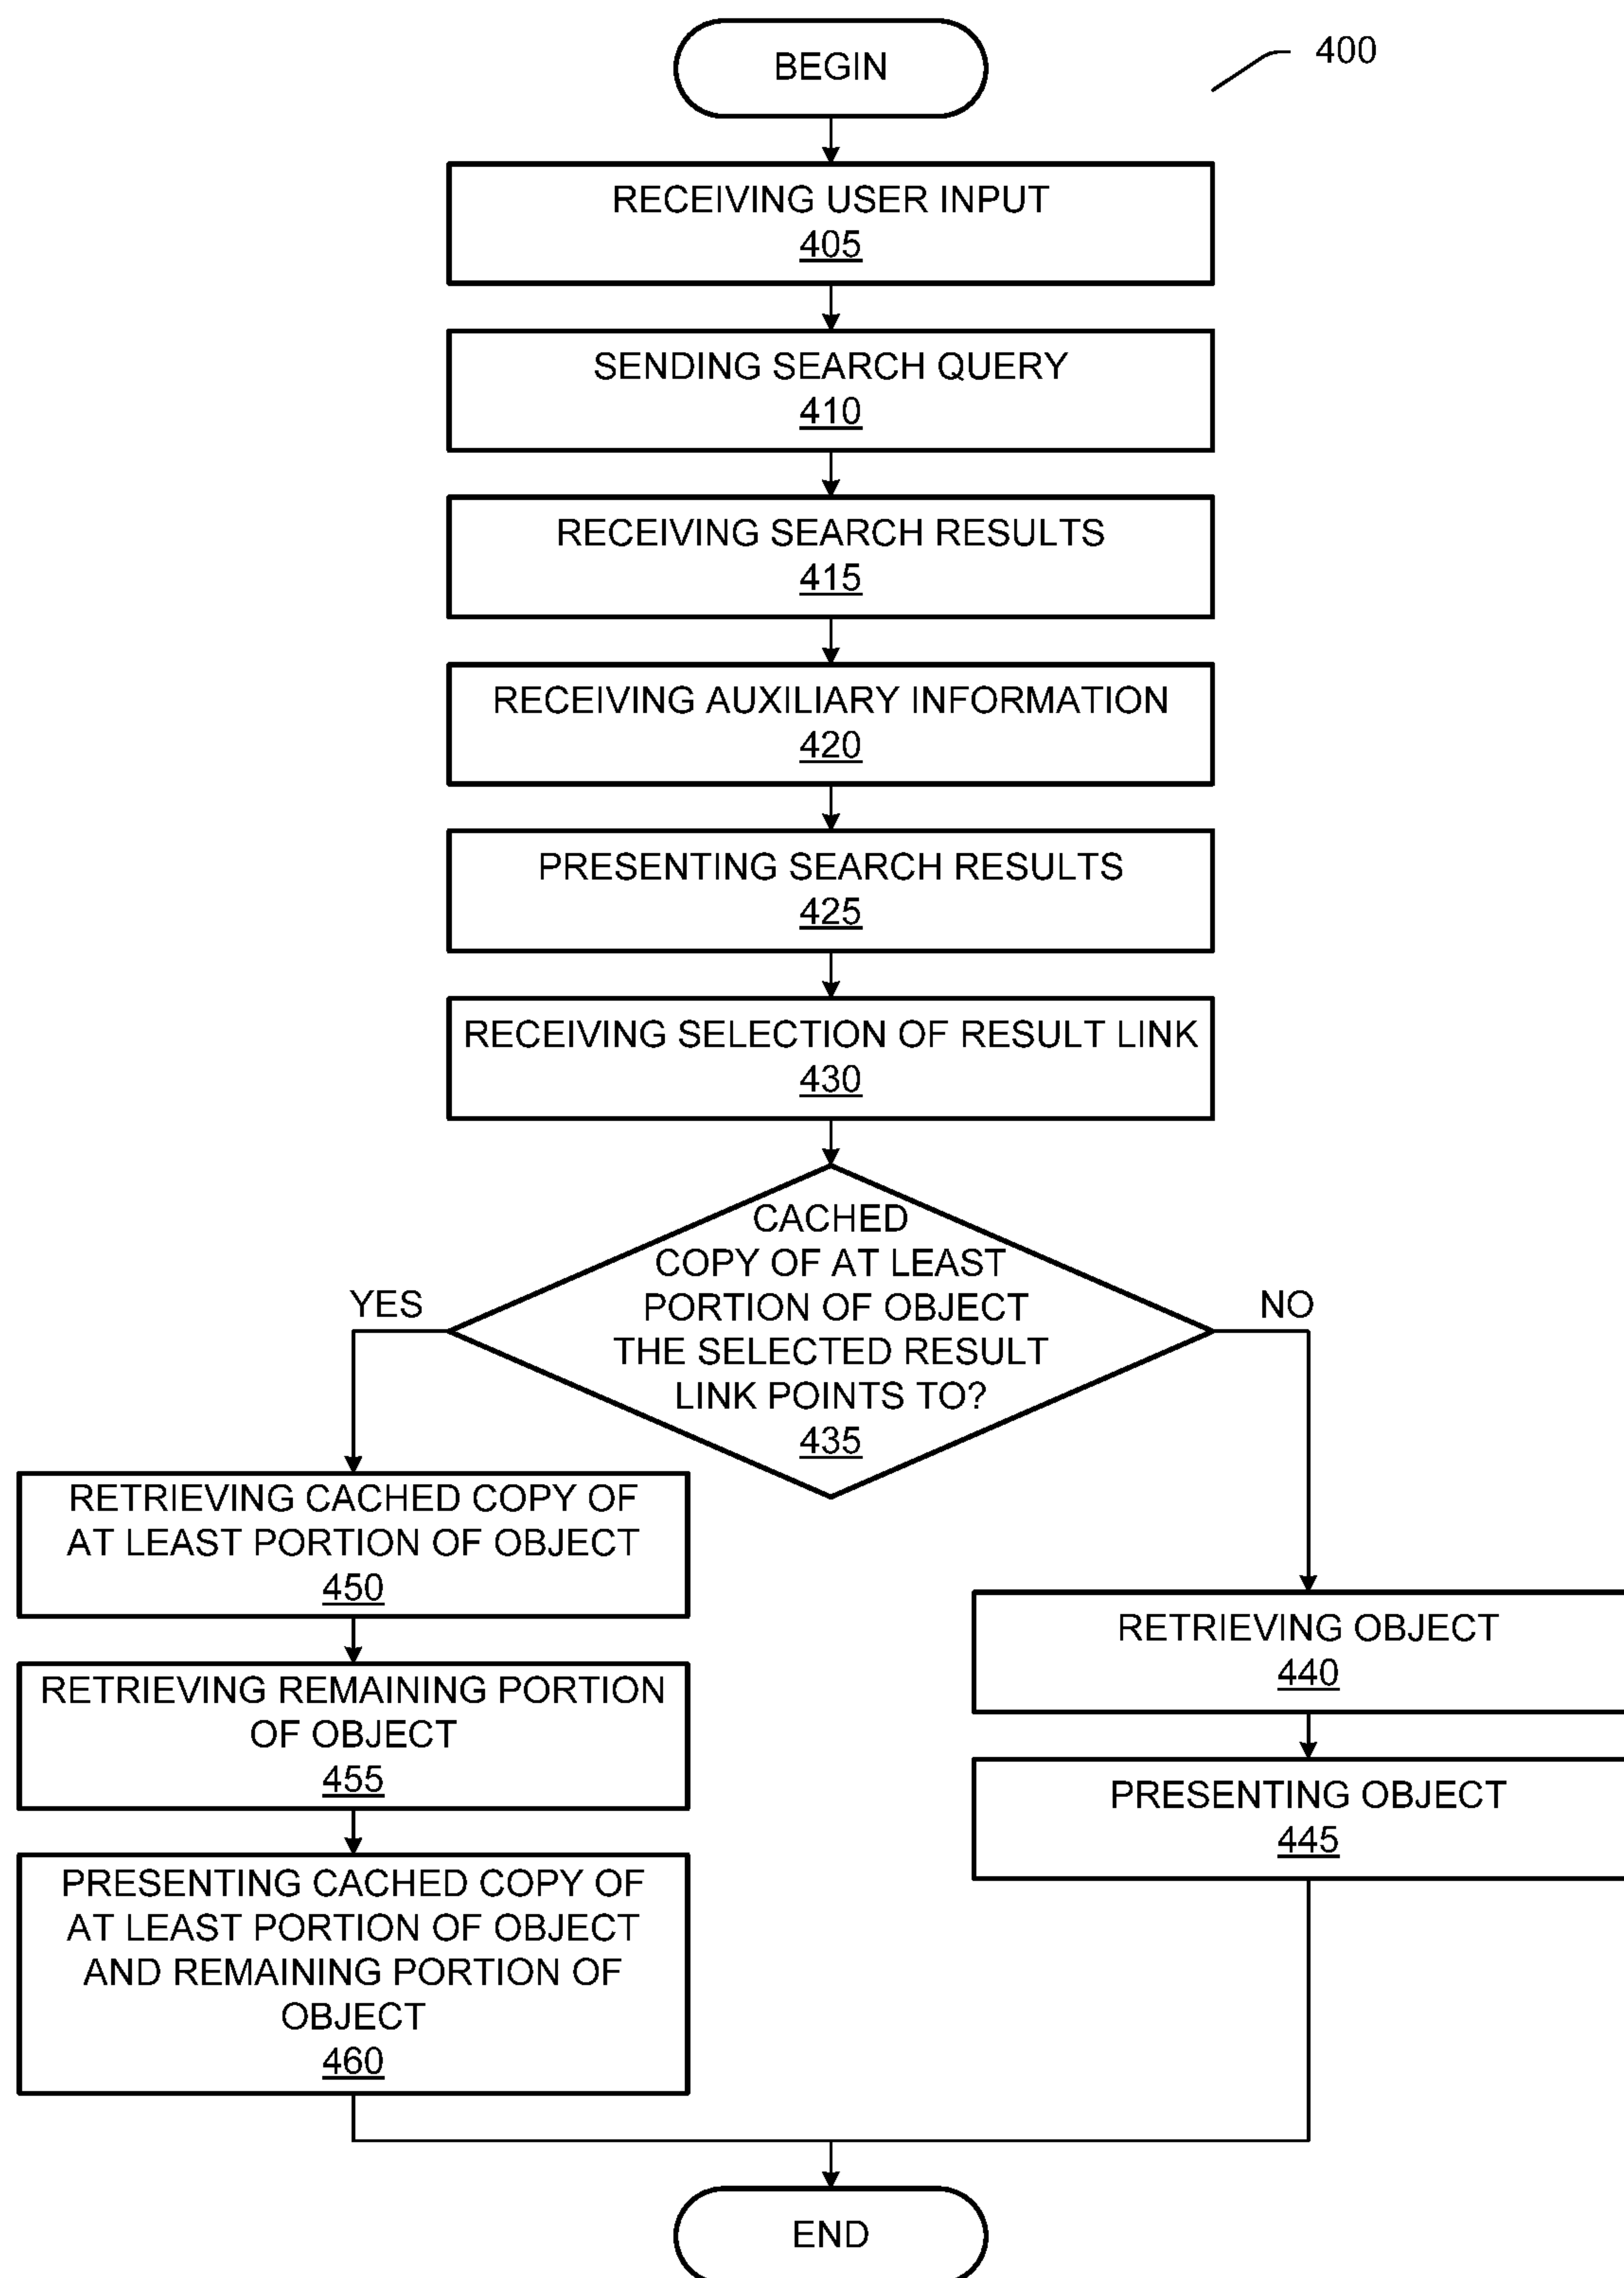 BEGIN
400
RECEIVING USER INPUT
405
SENDING SEARCH QUERY
410
RECEIVING SEARCH RESULTS
415
RECEIVING AUXILIARY INFORMATION
420
PRESENTING SEARCH RESULTS
425
RECEIVING SELECTION OF RESULT LINK
430
CACHED
COPY OF AT LEAST
PORTION OF OBJECT
THE SELECTED RESULT
LINK POINTS TO?
435
YES
NO
RETRIEVING CACHED COPY OF
AT LEAST PORTION OF OBJECT
450
RETRIEVING REMAINING PORTION
OF OBJECT
455
PRESENTING CACHED COPY OF
AT LEAST PORTION OF OBJECT
AND REMAINING PORTION OF
OBJECT
460
RETRIEVING OBJECT
440
PRESENTING OBJECT
445
END